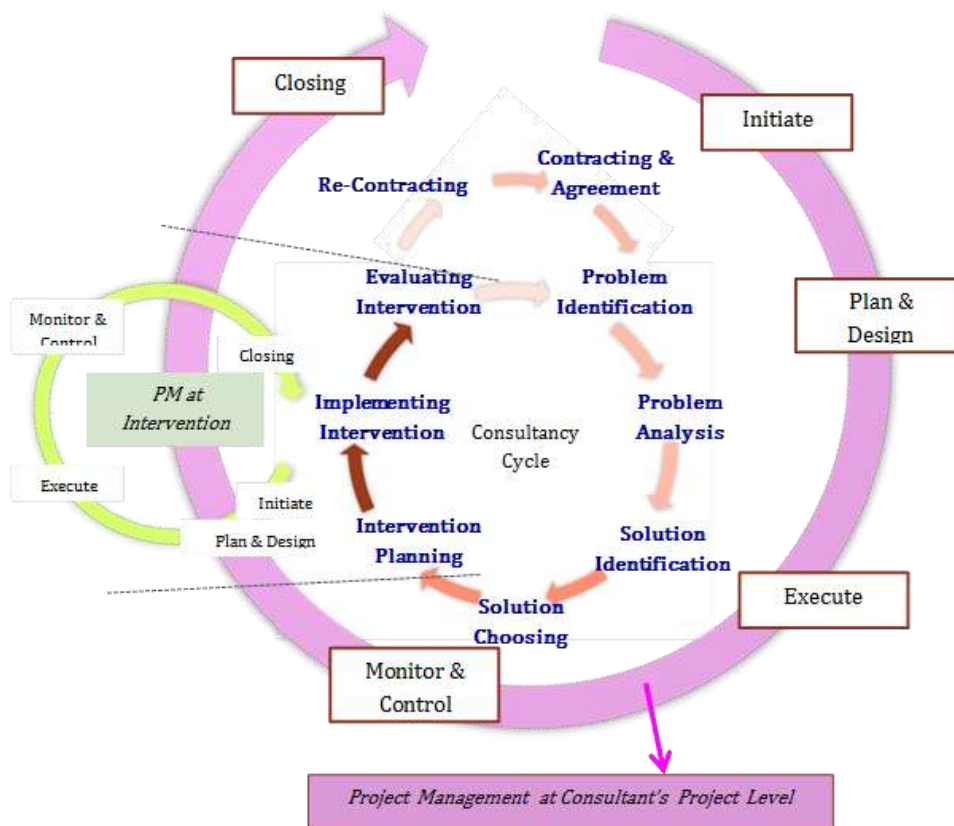 Closing
Initiate
Contracting &
Agreement
Re-Contracting
Evaluating
Intervention
Problem
Identification
Plan &
Design
Monitor &
Control
Closing
PM at
Intervention
Implementing
Intervention
Consultancy
Cycle
Problem
Analysis
Execute
Initiate
Plan & Design
Intervention
Planning
Solution
Identification
Execute
Solution
Choosing
Monitor &
Control
Project Management at Consultant's Project Level